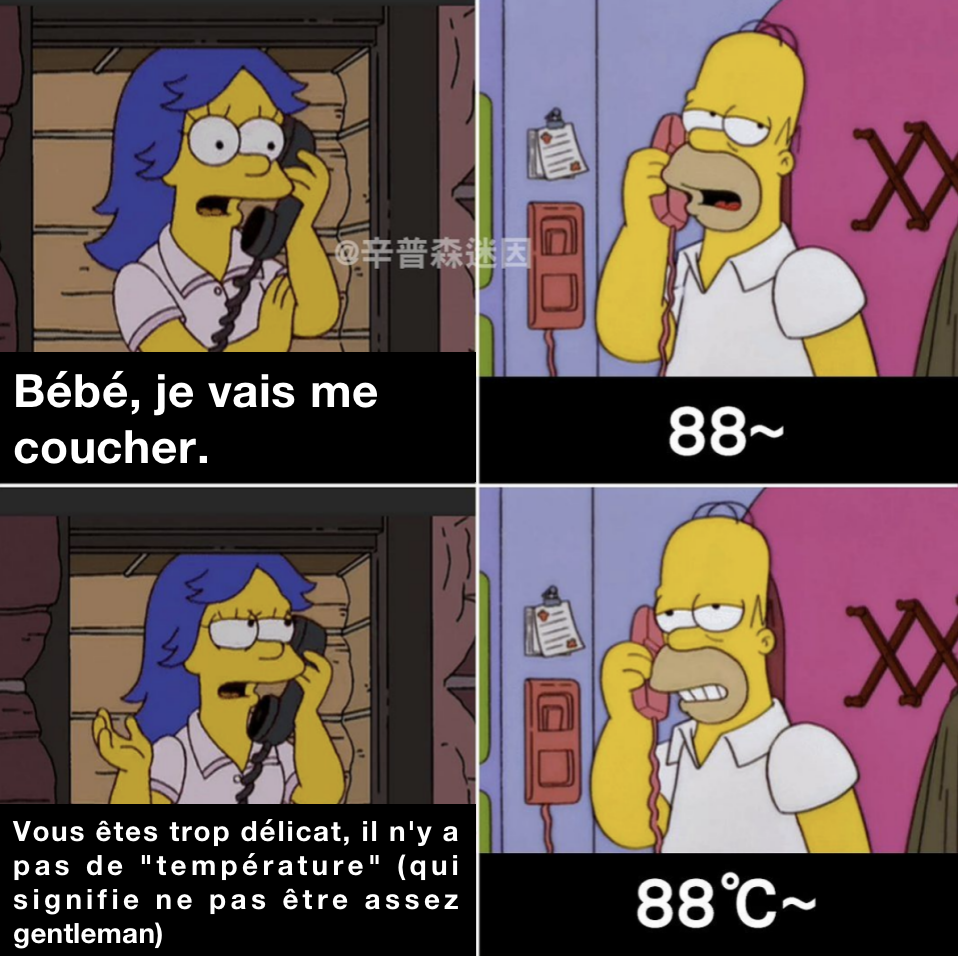 @辛普森迷因
Bébé, je vais me
coucher.
88~
Vous êtes trop délicat, il n'y a
pas de "température" (qui
signifie ne pas être assez
gentleman)
88℃~